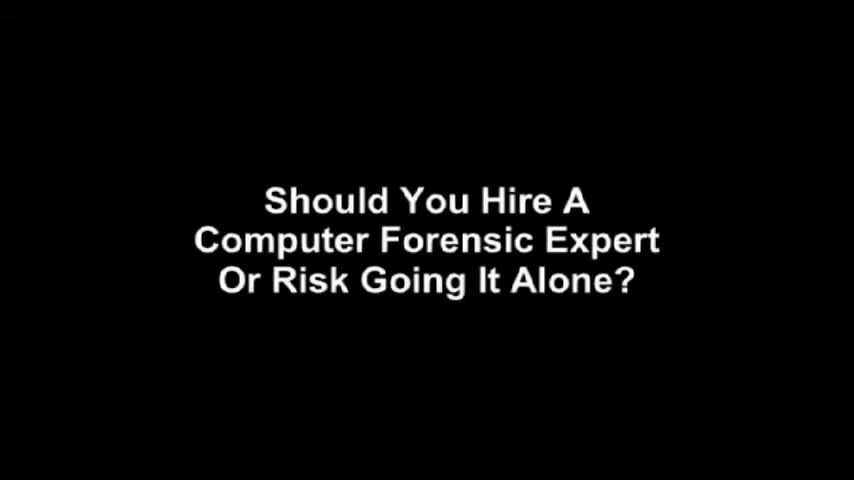 Should You Hire A
Computer Forensic Expert
Or Risk Going It Alone?